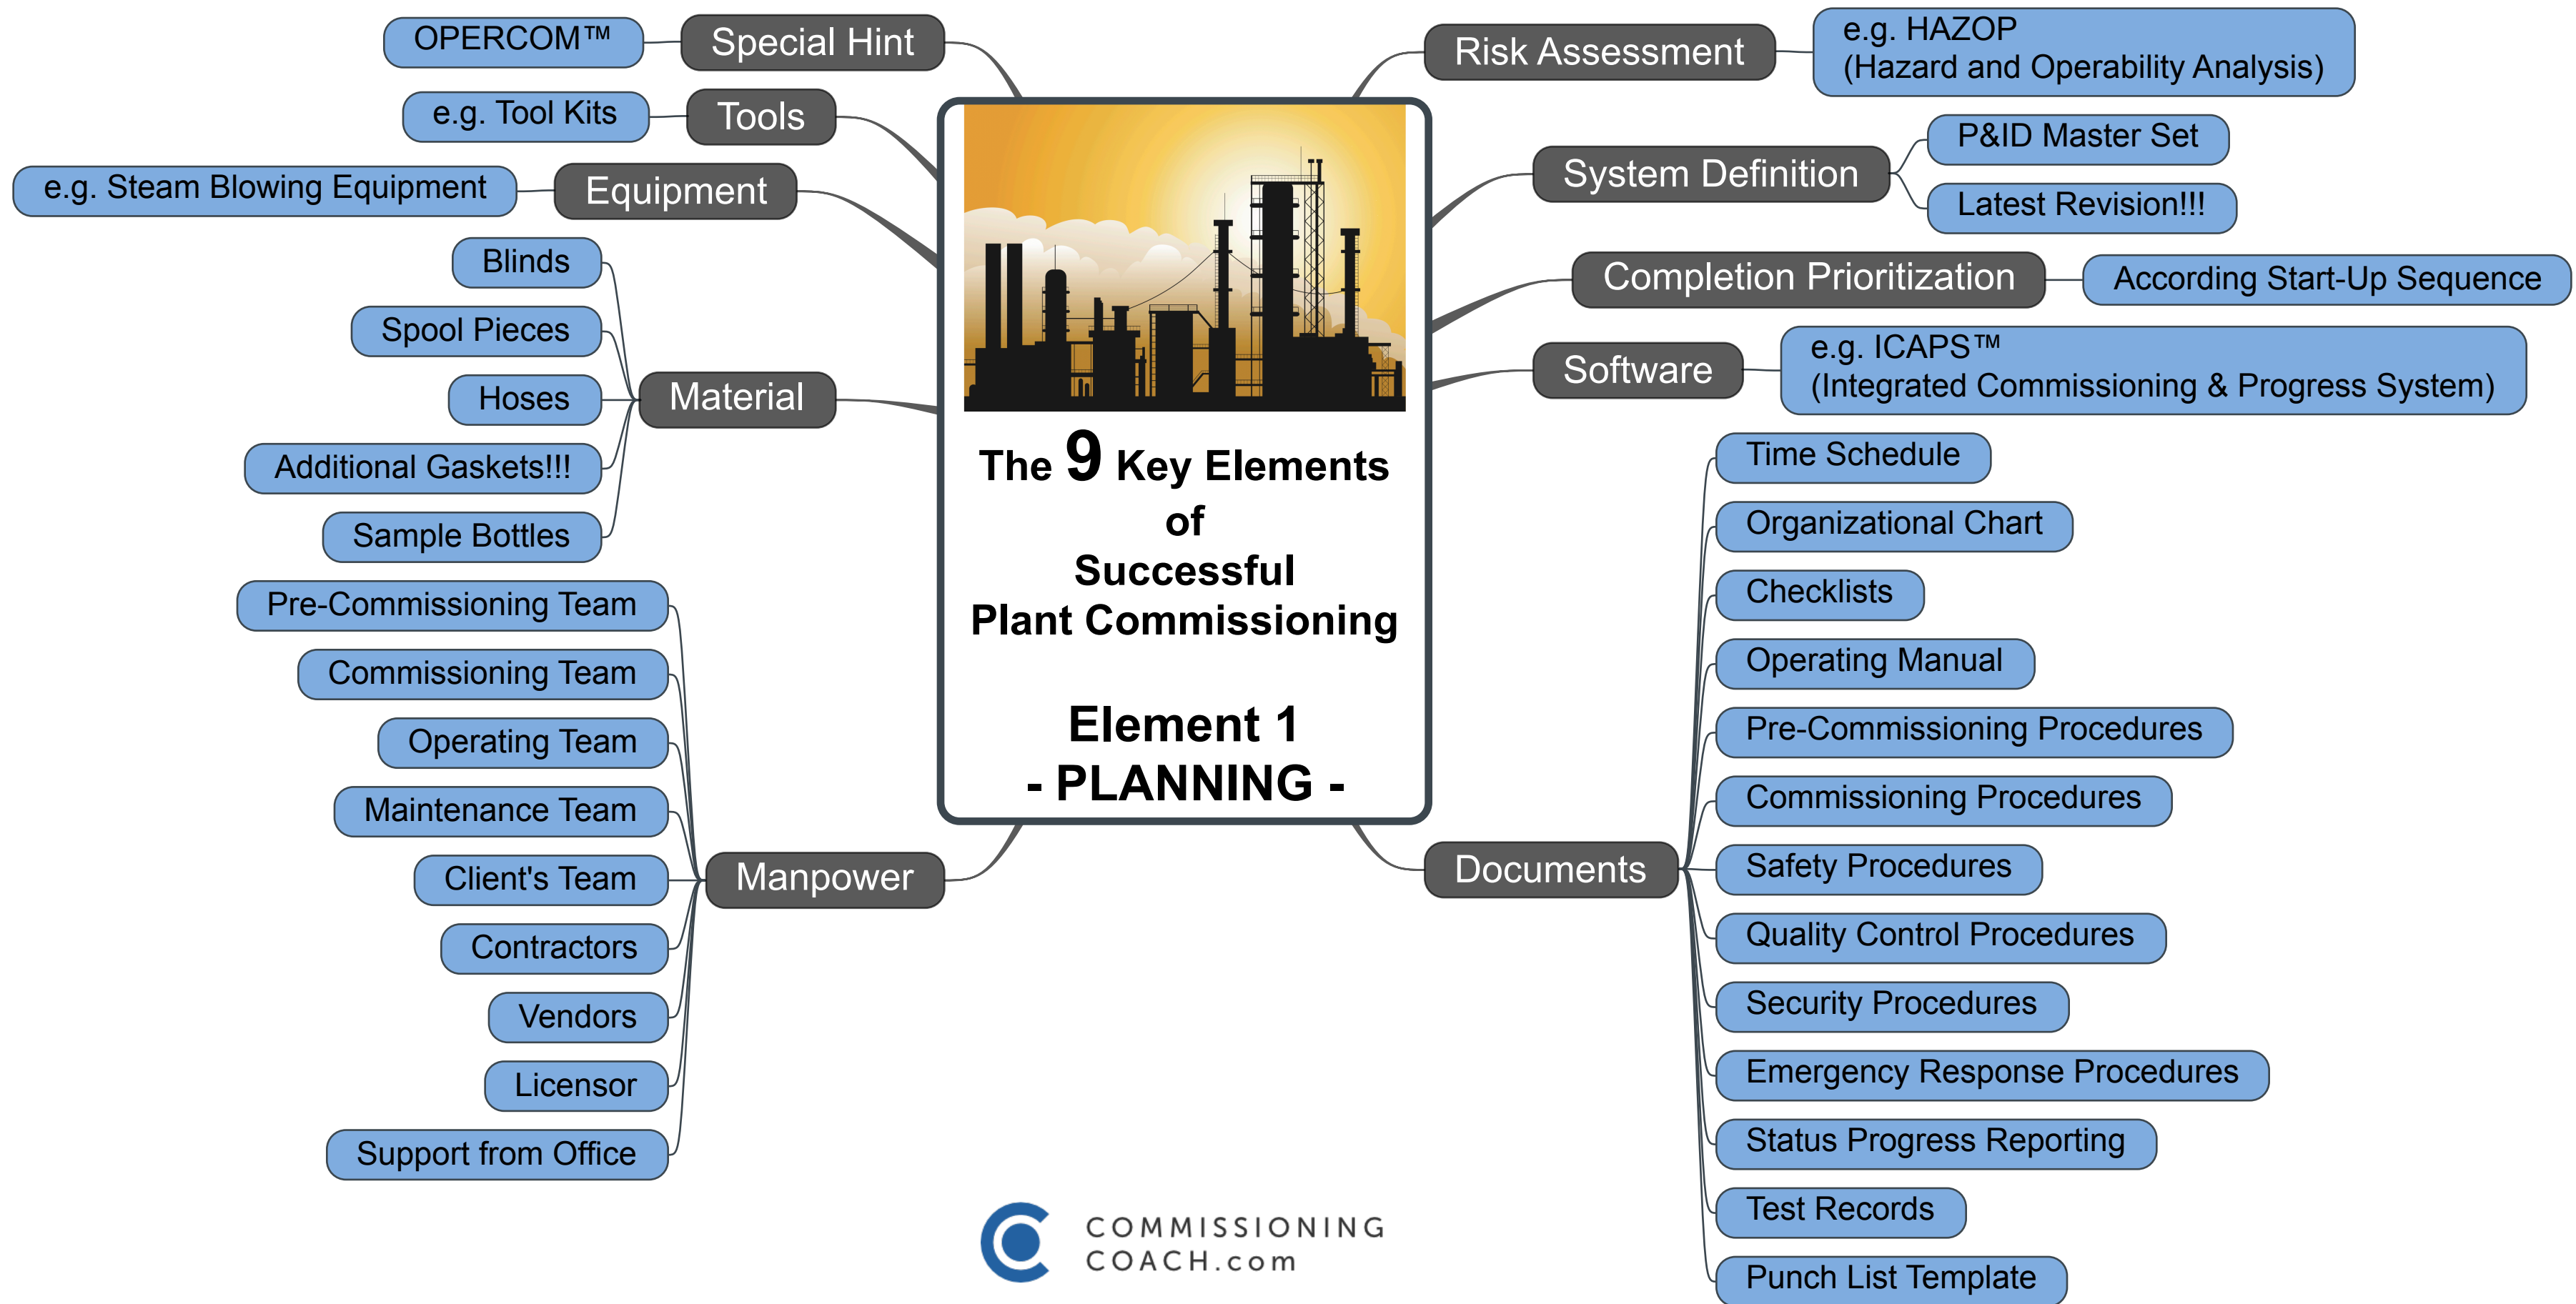 The 9 Key Elements
of
Successful
Plant Commissioning
Element 1
- PLANNING -
Risk Assessment
e.g. HAZOP
(Hazard and Operability Analysis)
System Definition
P&ID Master Set
Latest Revision!!!
Completion Prioritization
According Start-Up Sequence
Software
e.g. ICAPS™
(Integrated Commissioning & Progress System)
Documents
Time Schedule
Organizational Chart
Checklists
Operating Manual
Pre-Commissioning Procedures
Commissioning Procedures
Safety Procedures
Quality Control Procedures
Security Procedures
Emergency Response Procedures
Status Progress Reporting
Test Records
Punch List Template
Special Hint
OPERCOM™
Tools
e.g. Tool Kits
Equipment
e.g. Steam Blowing Equipment
Material
Blinds
Spool Pieces
Hoses
Additional Gaskets!!!
Sample Bottles
Manpower
Pre-Commissioning Team
Commissioning Team
Operating Team
Maintenance Team
Client's Team
Contractors
Vendors
Licensor
Support from Office
COMMISSIONING
COACH.com